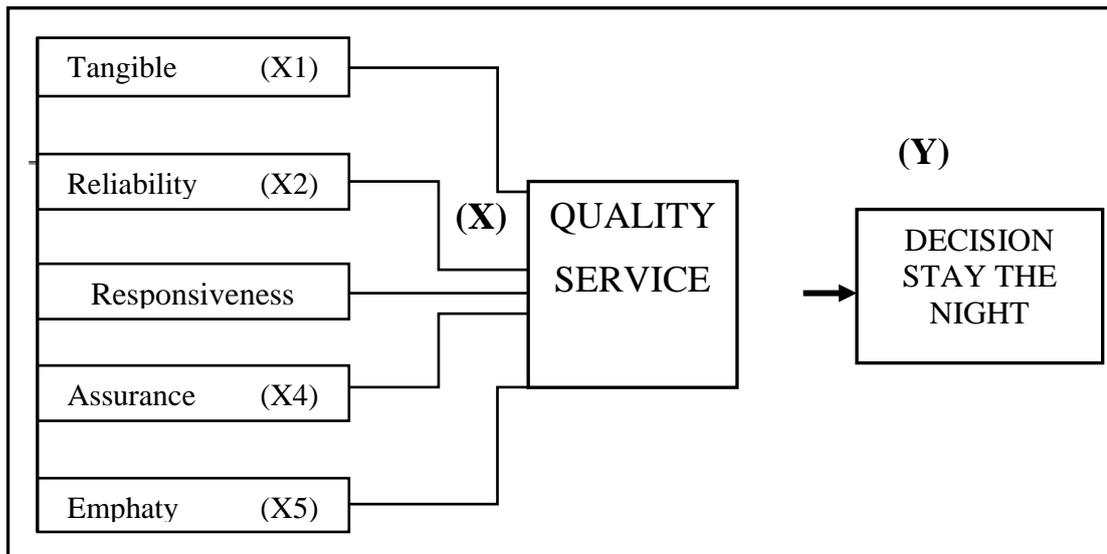 Tangible (X1)
Reliability (X2)
Responsiveness
Assurance (X4)
Emphaty (X5)
(X)
QUALITY
SERVICE
(Y)
DECISION
STAY THE
NIGHT